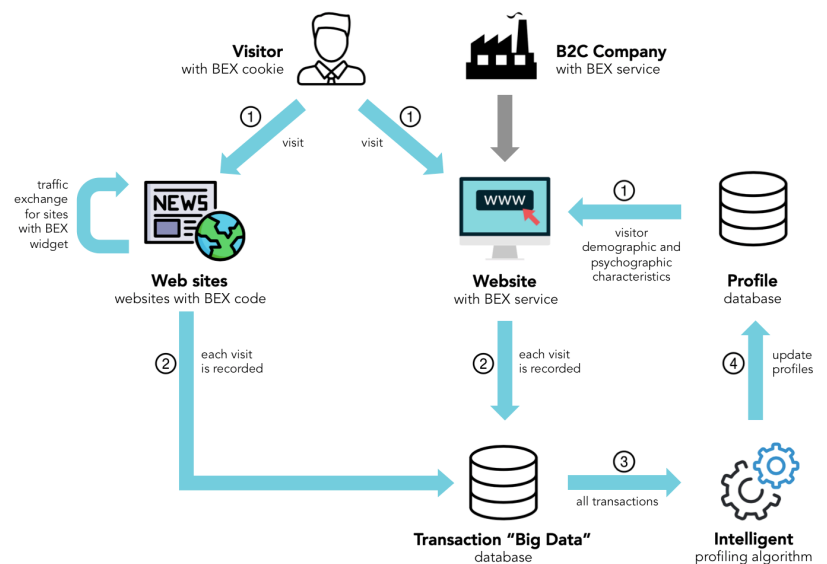 Visitor
with BEX cookie
B2C Company
with BEX service
1
visit
1
visit
traffic
exchange
for sites
with BEX
widget
NEWS
WWW
1
visitor
demographic and
psychographic
characteristics
Web sites
websites with BEX code
Website
with BEX service
Profile
database
2
each visit
is recorded
2
each visit
is recorded
4
update
profiles
3
all transactions
Transaction “Big Data”
database
Intelligent
profiling algorithm